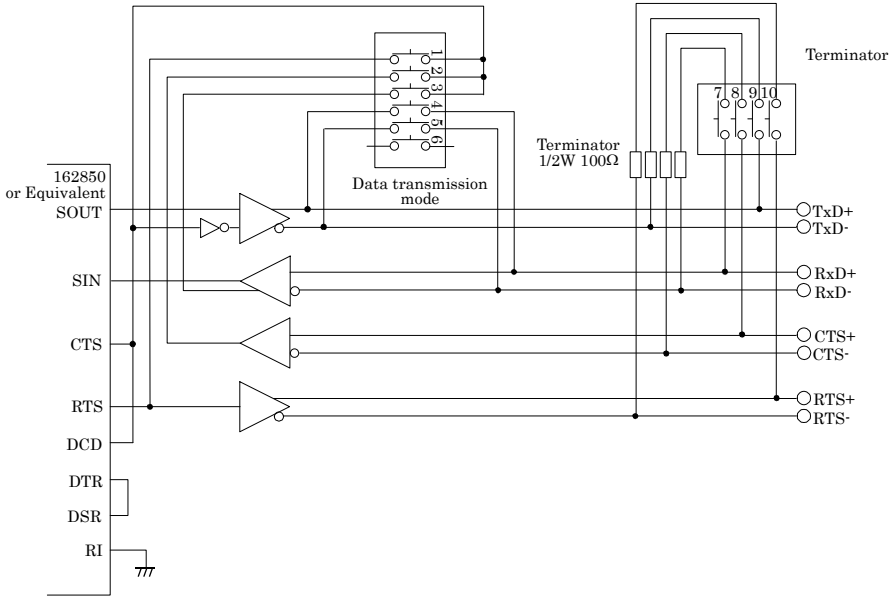 1
2
3
4
5
6
Data transmission
mode
Terminator
7 8 9 10
Terminator
1/2W 100Ω
162850
or Equivalent
SOUT
SIN
CTS
RTS
DCD
DTR
DSR
RI
TxD+
TxD-
RxD+
RxD-
CTS+
CTS-
RTS+
RTS-